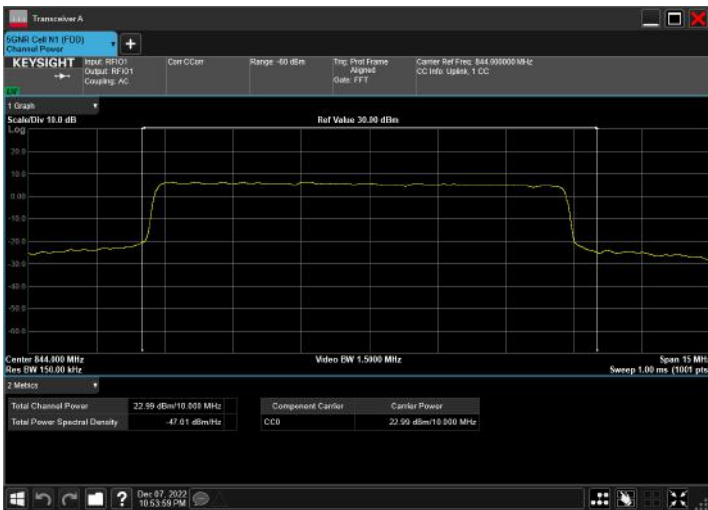 Transceiver A
5GNR Cell N1 (FDD)
Channel Power
KEYSIGHT
Input: RFIO1
Output: RFIO1
Coupling: AC
Corr CCorr
Range: -60 dBm
Trig: Prot Frame
Aligned
Gate: FFT
Carrier Ref Freq: 844.000000 MHz
CC Info: Uplink, 1 CC
1 Graph
Scale/Div 10.0 dB
Ref Value 30.00 dBm
Log
20.0
10.0
0.00
-10.0
-20.0
-30.0
-40.0
-50.0
-60.0
Center 844.000 MHz
Video BW 1.5000 MHz
Span 15 MHz
Res BW 150.00 kHz
Sweep 1.00 ms (1001 pts
2 Metrics
Total Channel Power
22.99 dBm/10.000 MHz
Total Power Spectral Density
-47.01 dBm/Hz
Component Carrier
Carrier Power
CC0
22.99 dBm/10.000 MHz
?
Dec 07, 2022
10:53:59 PM